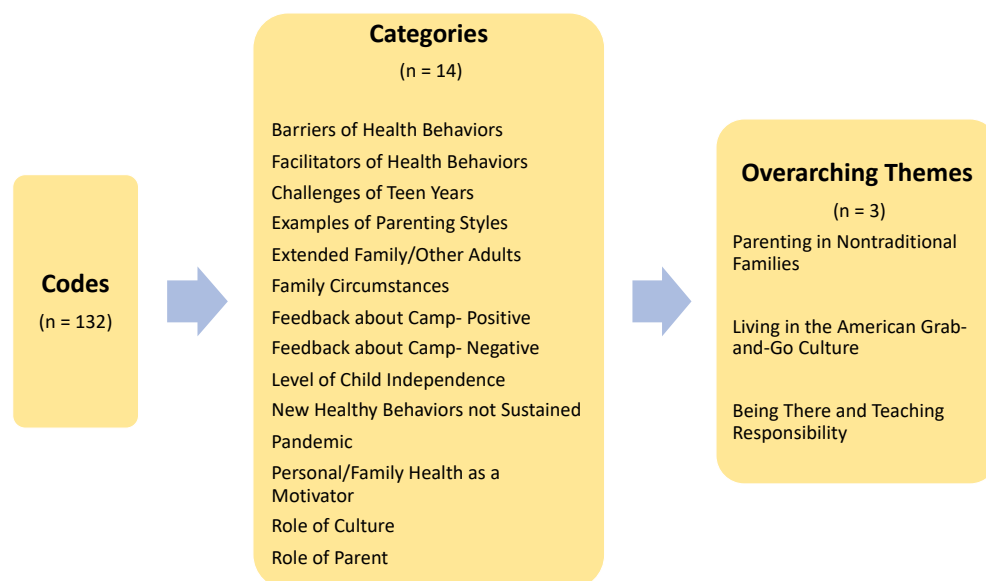 Codes
(n = 132)
Categories
(n = 14)
Barriers of Health Behaviors
Facilitators of Health Behaviors
Challenges of Teen Years
Examples of Parenting Styles
Extended Family/Other Adults
Family Circumstances
Feedback about Camp- Positive
Feedback about Camp- Negative
Level of Child Independence
New Healthy Behaviors not Sustained
Pandemic
Personal/Family Health as a
Motivator
Role of Culture
Role of Parent
Overarching Themes
(n = 3)
Parenting in Nontraditional
Families
Living in the American Grab-
and-Go Culture
Being There and Teaching
Responsibility